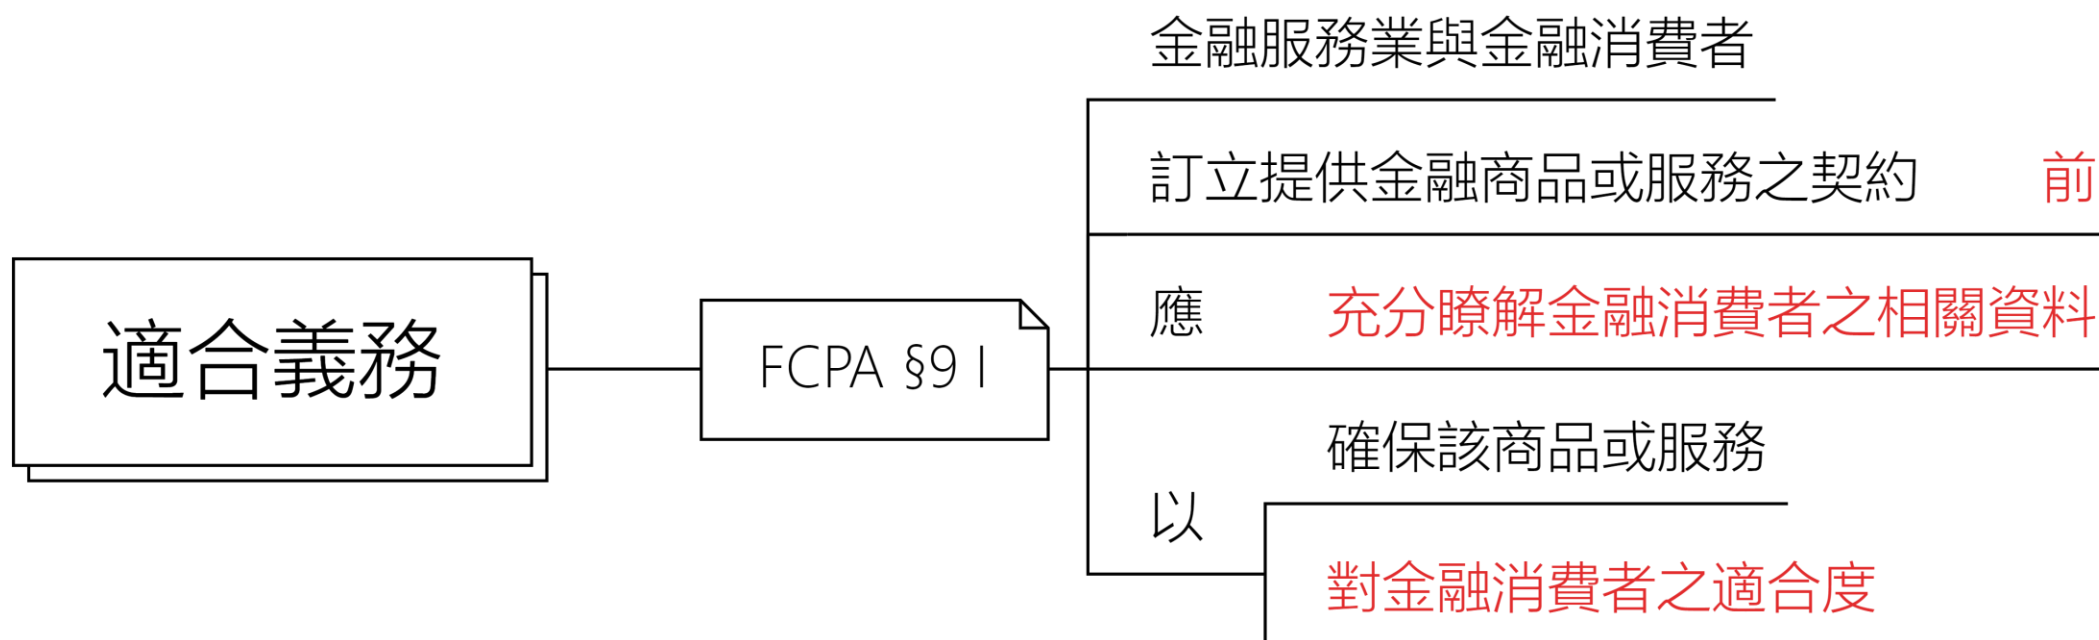 適合義務
FCPA §9 I
金融服務業與金融消費者
訂立提供金融商品或服務之契約 前
應 充分瞭解金融消費者之相關資料
以
確保該商品或服務
對金融消費者之適合度